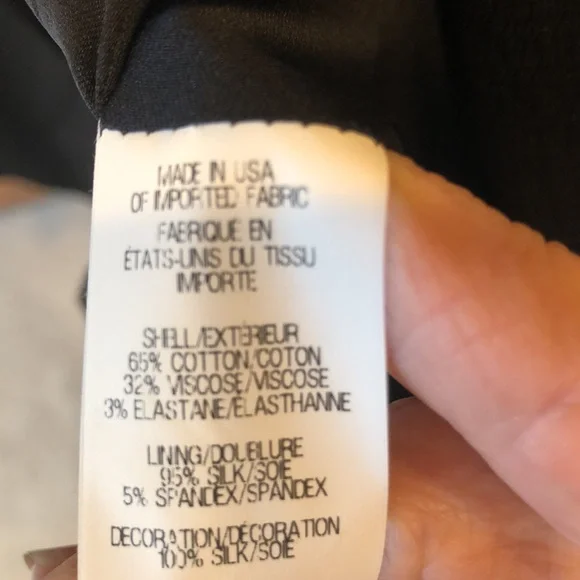 MADE IN USA
OF IMPORTED FABRIC
FABRIQUÉ EN
ÉTATS-UNIS DU TISSU
IMPORTE
SHELL/EXTÉRIEUR
65% COTTON/COTON
32% VISCOSE/VISCOSE
3% ELASTANE/ÉLASTHANNE
LINING/DOUBLURE
95% SILK/SOIE
5% SPANDEX/SPANDEX
DECORATION/DÉCORATION
100% SILK/SOIE